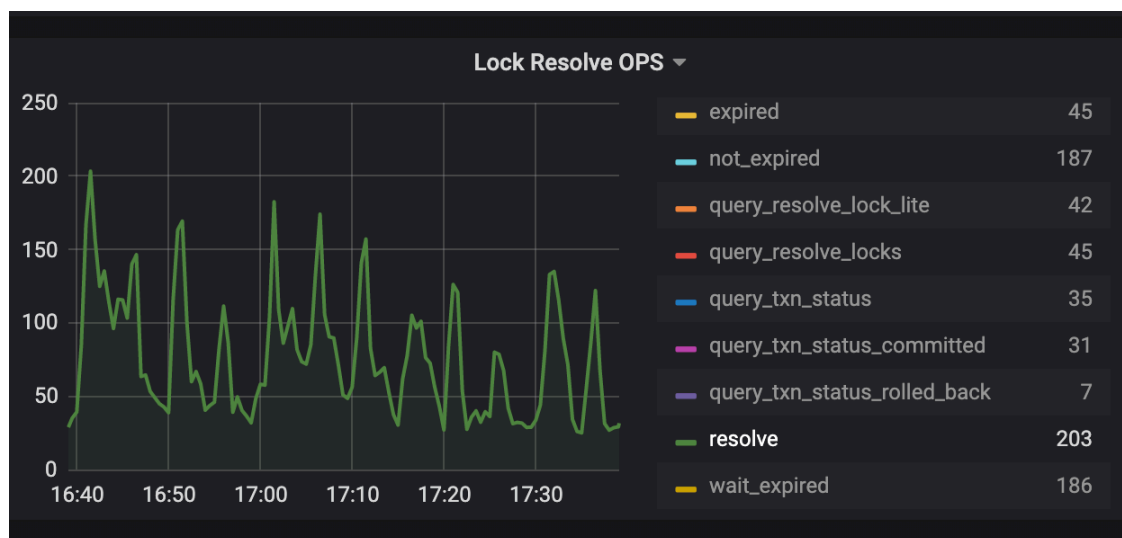 Lock Resolve OPS
250
200
150
100
50
0
16:40 16:50 17:00 17:10 17:20 17:30
expired 45
not_expired 187
query_resolve_lock_lite 42
query_resolve_locks 45
query_txn_status 35
query_txn_status_committed 31
query_txn_status_rolled_back 7
resolve 203
wait_expired 186